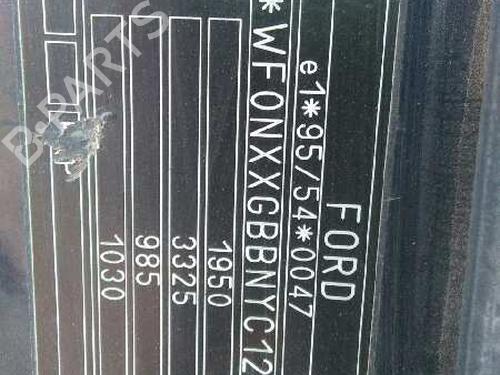 FORD
e1*95/54*0047
*WF0NXXGBBNYC12
1950
3325
985
1030
B-PARTS